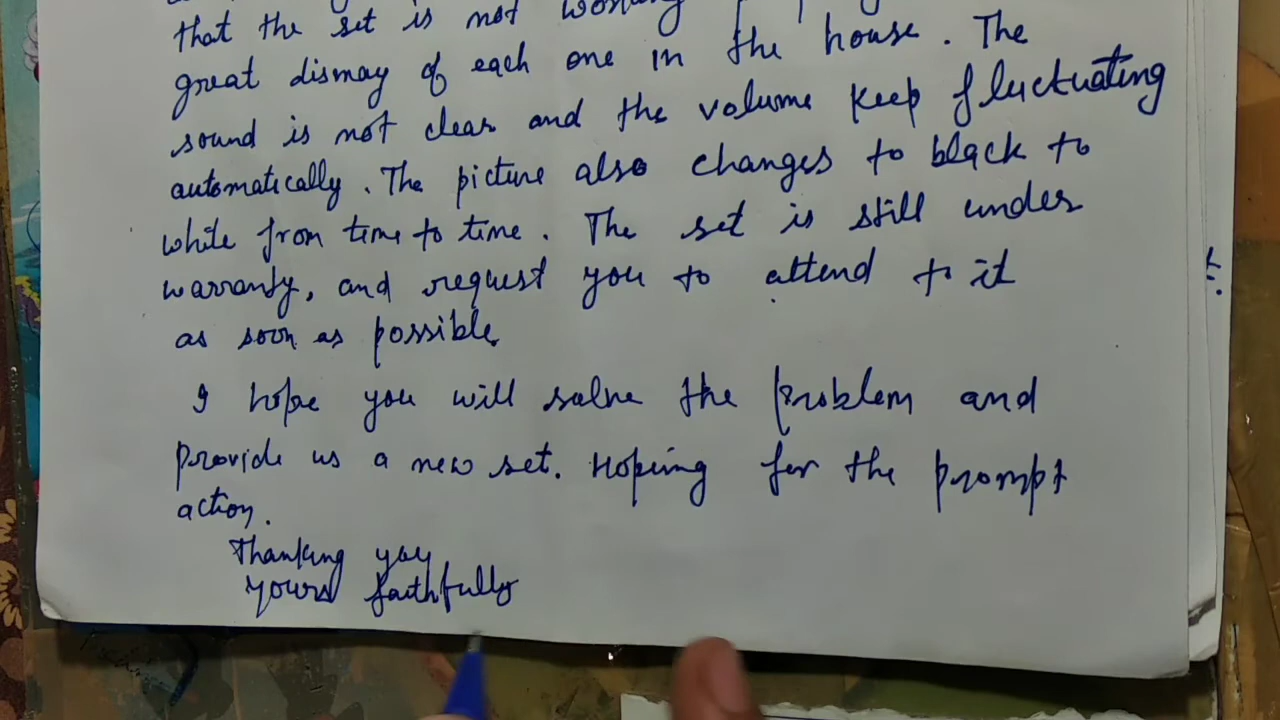 that the set is not working
great dismay of each one in the house. The
sound is not clear and the volume keep fluctuating
automatically. The picture also changes to black to
white from time to time. The set is still under
warranty, and request you to attend to it
as soon as possible.
I hope you will solve the problem and
provide us a new set. Hoping for the prompt
action.
Thanking you
yours faithfully